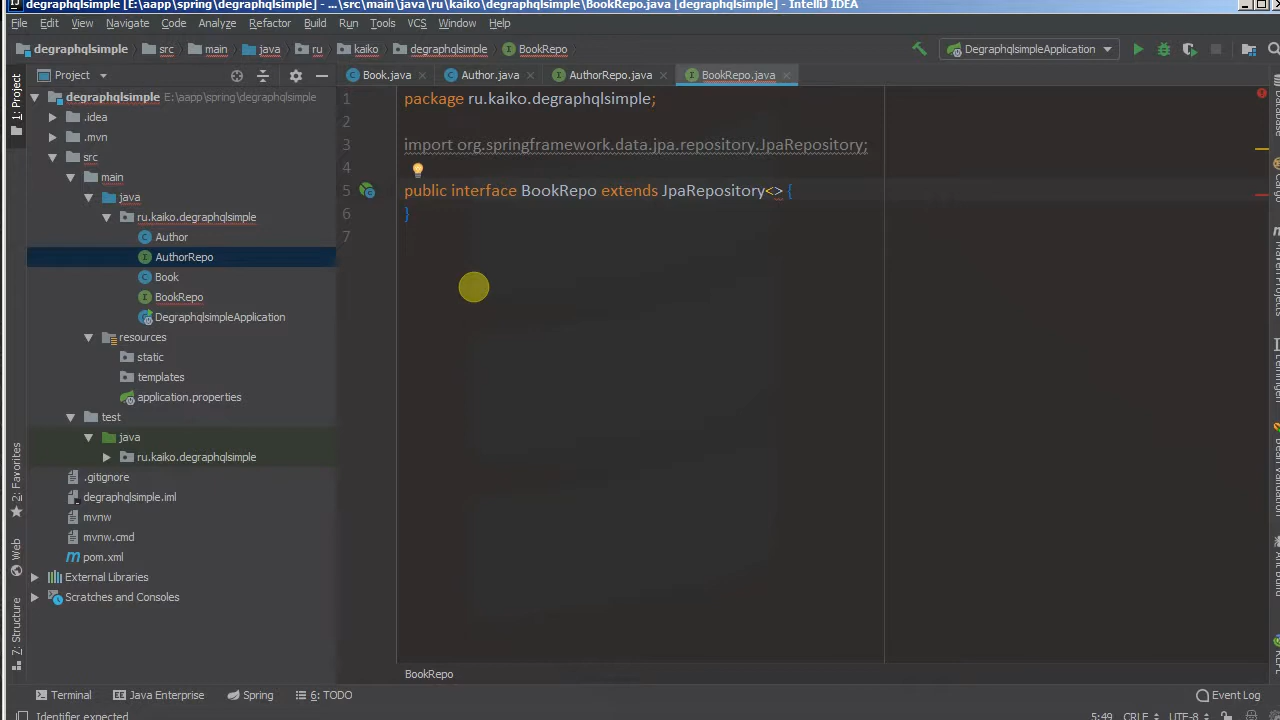 degraphqlsimple [E:\aapp\spring\degraphqlsimple] - ...\src\main\java\ru\kaiko\degraphqlsimple\BookRepo.java [degraphqlsimple] - IntelliJ IDEA
File Edit View Navigate Code Analyze Refactor Build Run Tools VCS Window Help
degraphqlsimple src main java ru kaiko degraphqlsimple BookRepo DegraphqlsimpleApplication
1: Project
Project
Book.java Author.java AuthorRepo.java BookRepo.java
degraphqlsimple E:\aapp\spring\degraphqlsimple
.idea
.mvn
src
main
java
ru.kaiko.degraphqlsimple
Author
AuthorRepo
Book
BookRepo
DegraphqlsimpleApplication
resources
static
templates
application.properties
test
java
ru.kaiko.degraphqlsimple
.gitignore
degraphqlsimple.iml
mvnw
mvnw.cmd
pom.xml
External Libraries
Scratches and Consoles
1 package ru.kaiko.degraphqlsimple;
2
3 import org.springframework.data.jpa.repository.JpaRepository;
4
5 public interface BookRepo extends JpaRepository<> {
6 }
7
BookRepo
2: Favorites
Web
Z: Structure
Database
Bean Validation
Terminal Java Enterprise Spring 6: TODO Event Log
Identifier expected 5:49 CRLF UTF-8